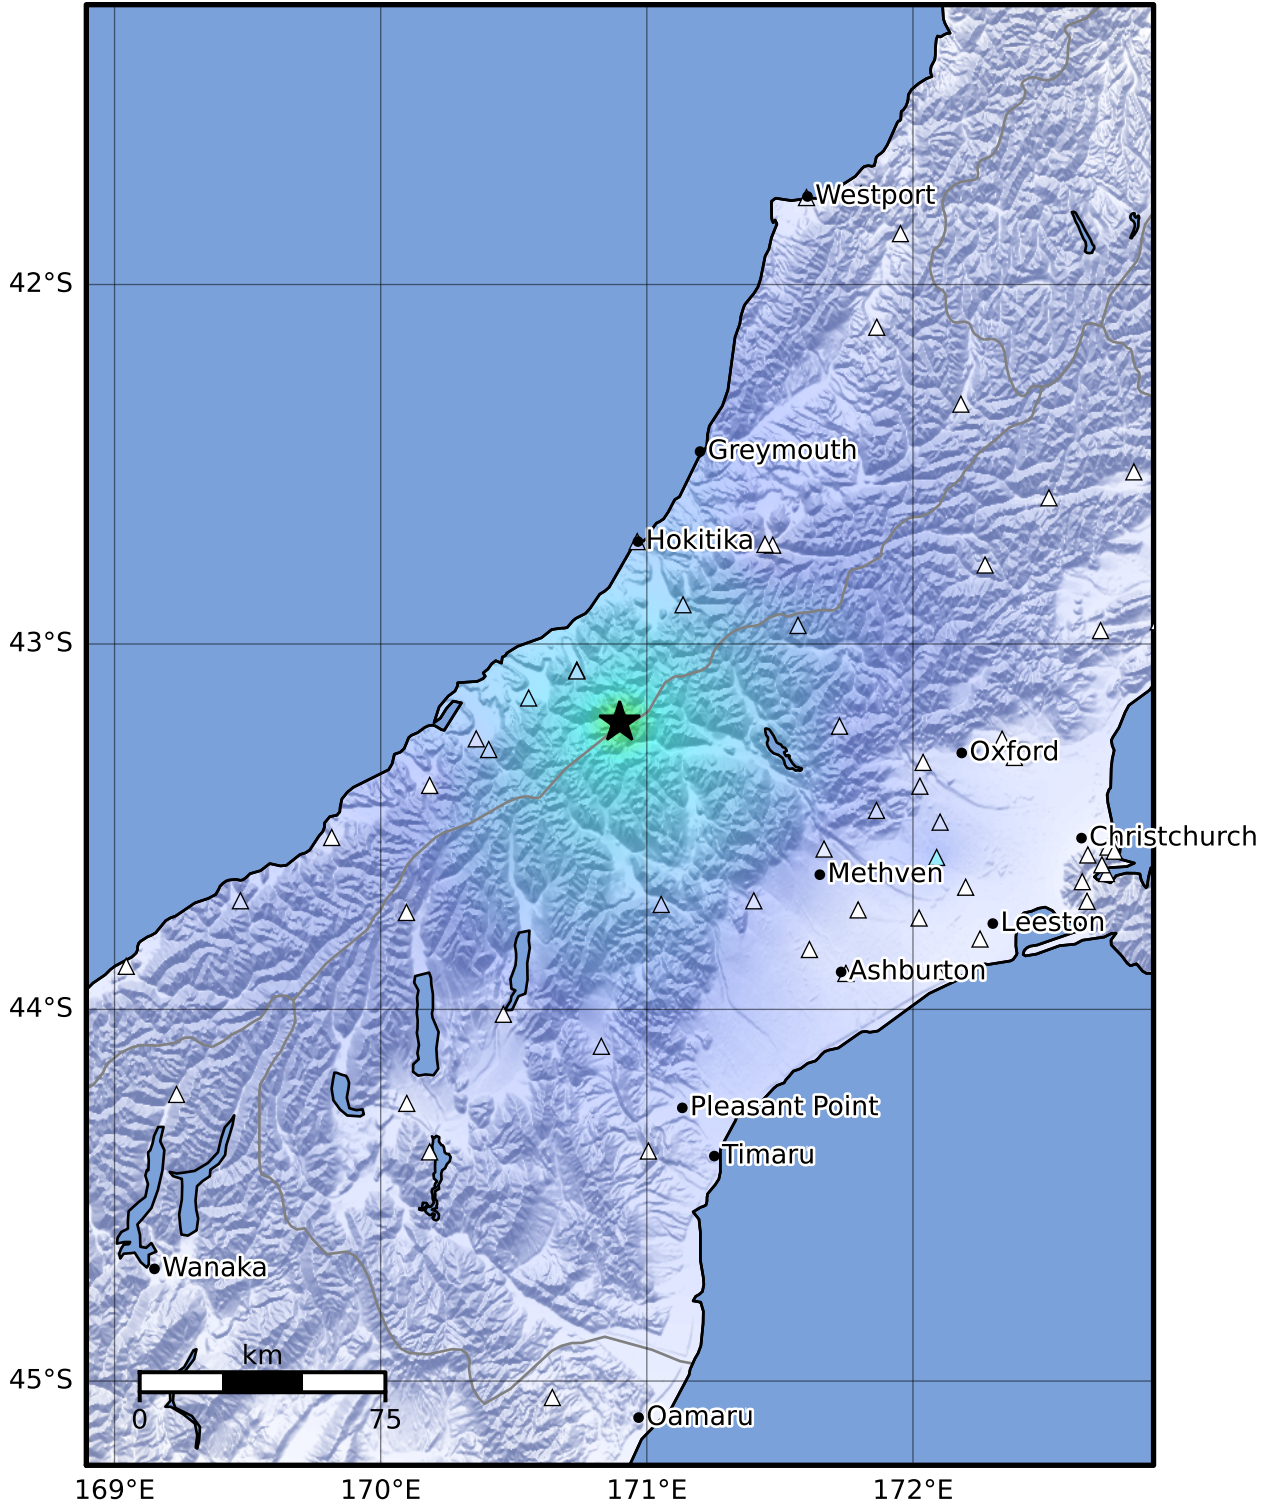 Westport
42°S
Greymouth
Hokitika
43°S
Oxford
Christchurch
Methven
Leeston
Ashburton
44°S
Pleasant Point
Timaru
Wanaka
km
45°S
0
75
Oamaru
169°E
170°E
171°E
172°E